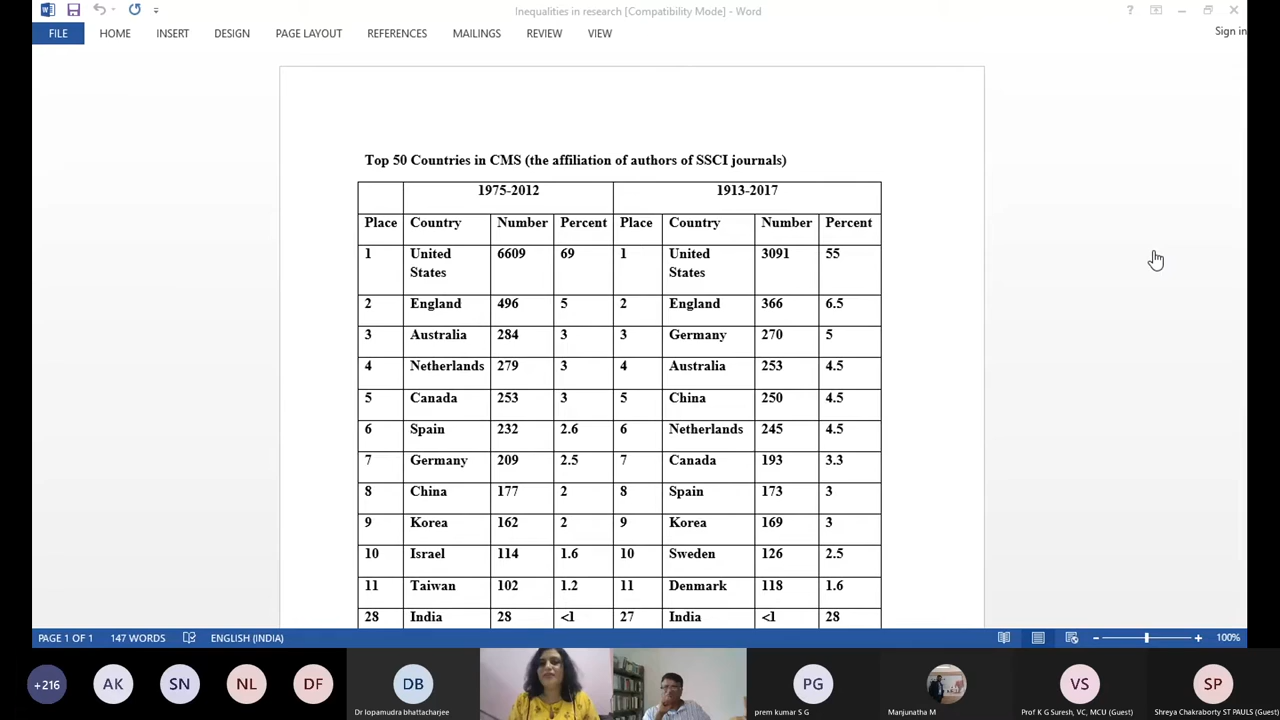 Inequalities in research [Compatibility Mode] - Word
?
FILE HOME INSERT DESIGN PAGE LAYOUT REFERENCES MAILINGS REVIEW VIEW
Sign in
Top 50 Countries in CMS (the affiliation of authors of SSCI journals)
1975-2012 1913-2017
Place Country Number Percent Place Country Number Percent
1 United States 6609 69 1 United States 3091 55
2 England 496 5 2 England 366 6.5
3 Australia 284 3 3 Germany 270 5
4 Netherlands 279 3 4 Australia 253 4.5
5 Canada 253 3 5 China 250 4.5
6 Spain 232 2.6 6 Netherlands 245 4.5
7 Germany 209 2.5 7 Canada 193 3.3
8 China 177 2 8 Spain 173 3
9 Korea 162 2 9 Korea 169 3
10 Israel 114 1.6 10 Sweden 126 2.5
11 Taiwan 102 1.2 11 Denmark 118 1.6
28 India 28 <1 27 India <1 28
PAGE 1 OF 1 147 WORDS ENGLISH (INDIA) 100%
+216 AK SN NL DF DB PG VS SP
Dr lopamudra bhattacharjee prem kumar S G Manjunatha M Prof K G Suresh, VC, MCU (Guest) Shreya Chakraborty ST PAULS (Guest)